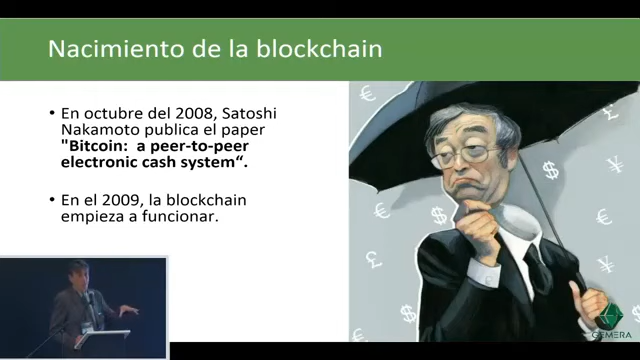 Nacimiento de la blockchain
• En octubre del 2008, Satoshi
Nakamoto publica el paper
"Bitcoin: a peer-to-peer
electronic cash system“.
• En el 2009, la blockchain
empieza a funcionar.
GEMERA